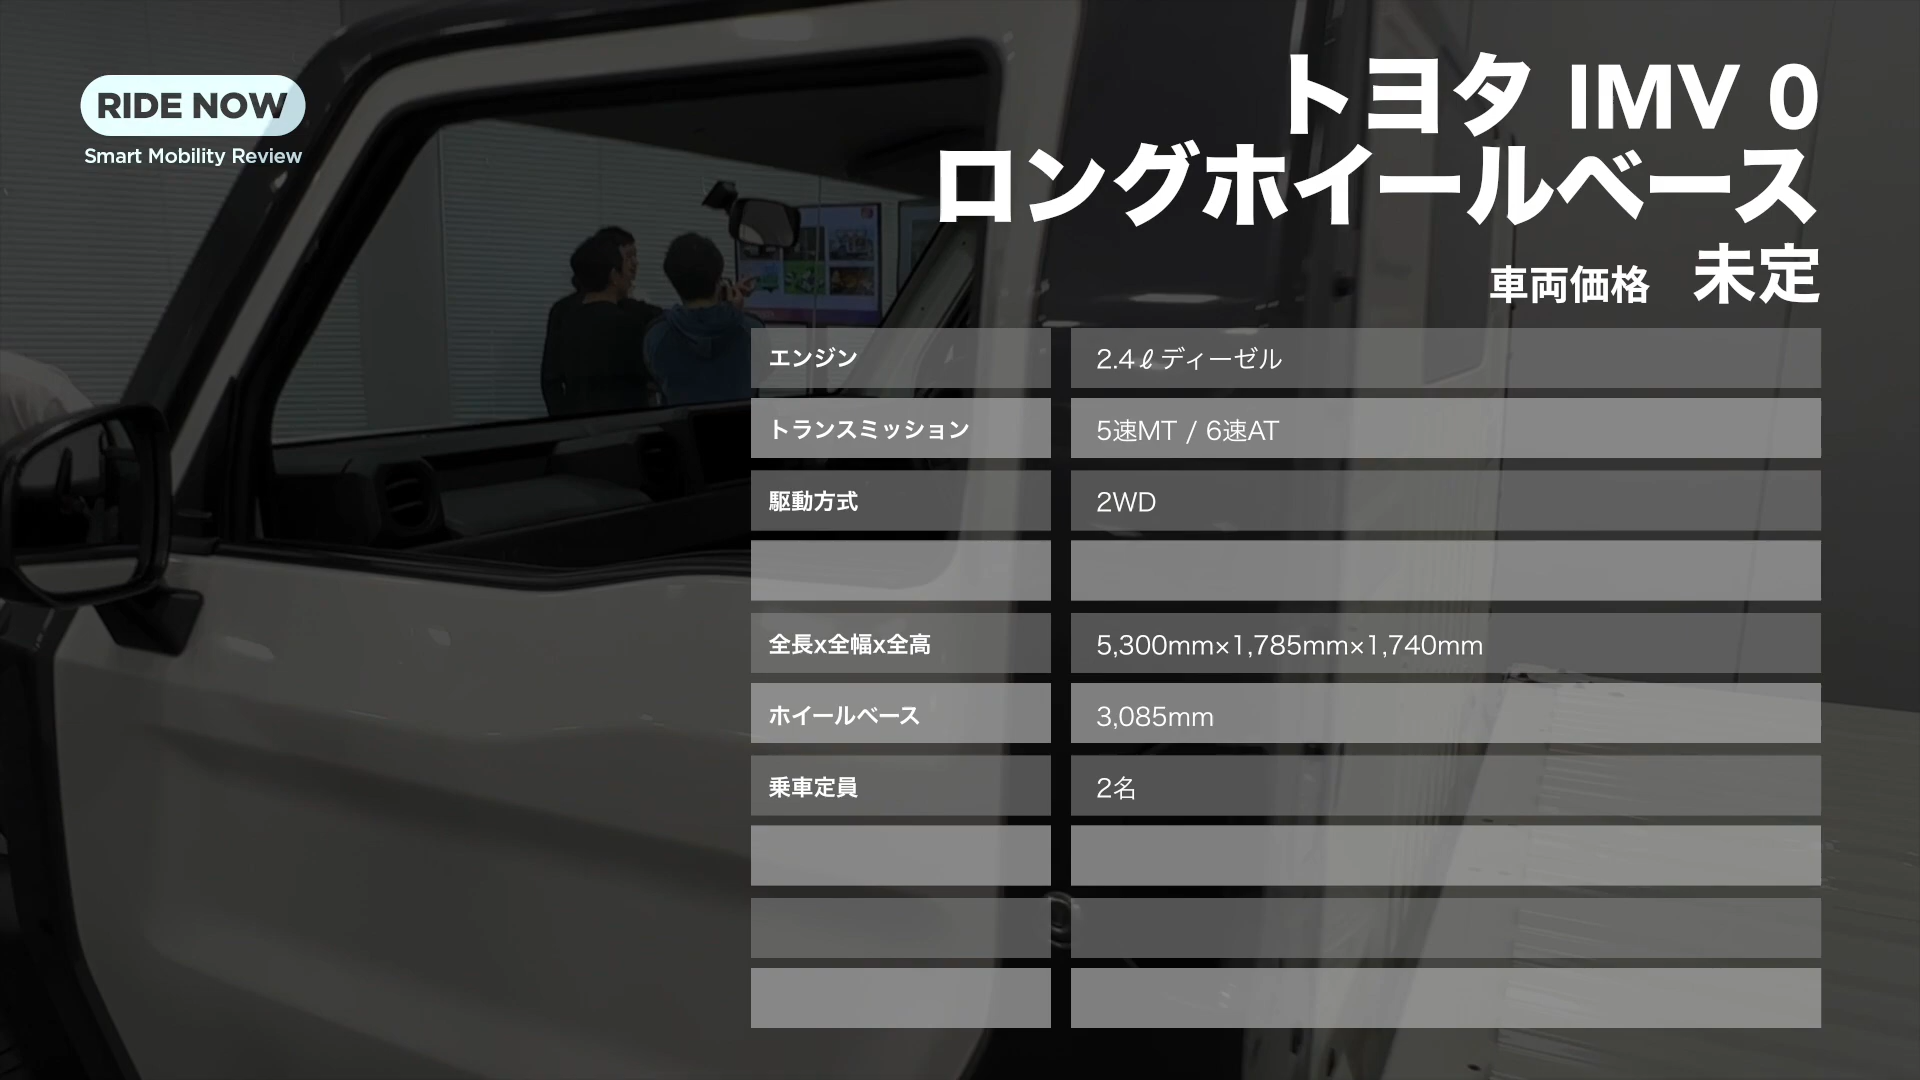 RIDE NOW
Smart Mobility Review
トヨタ IMV 0
ロングホイールベース
車両価格 未定
エンジン 2.4ℓ ディーゼル
トランスミッション 5速MT / 6速AT
駆動方式 2WD
全長x全幅x全高 5,300mm×1,785mm×1,740mm
ホイールベース 3,085mm
乗車定員 2名